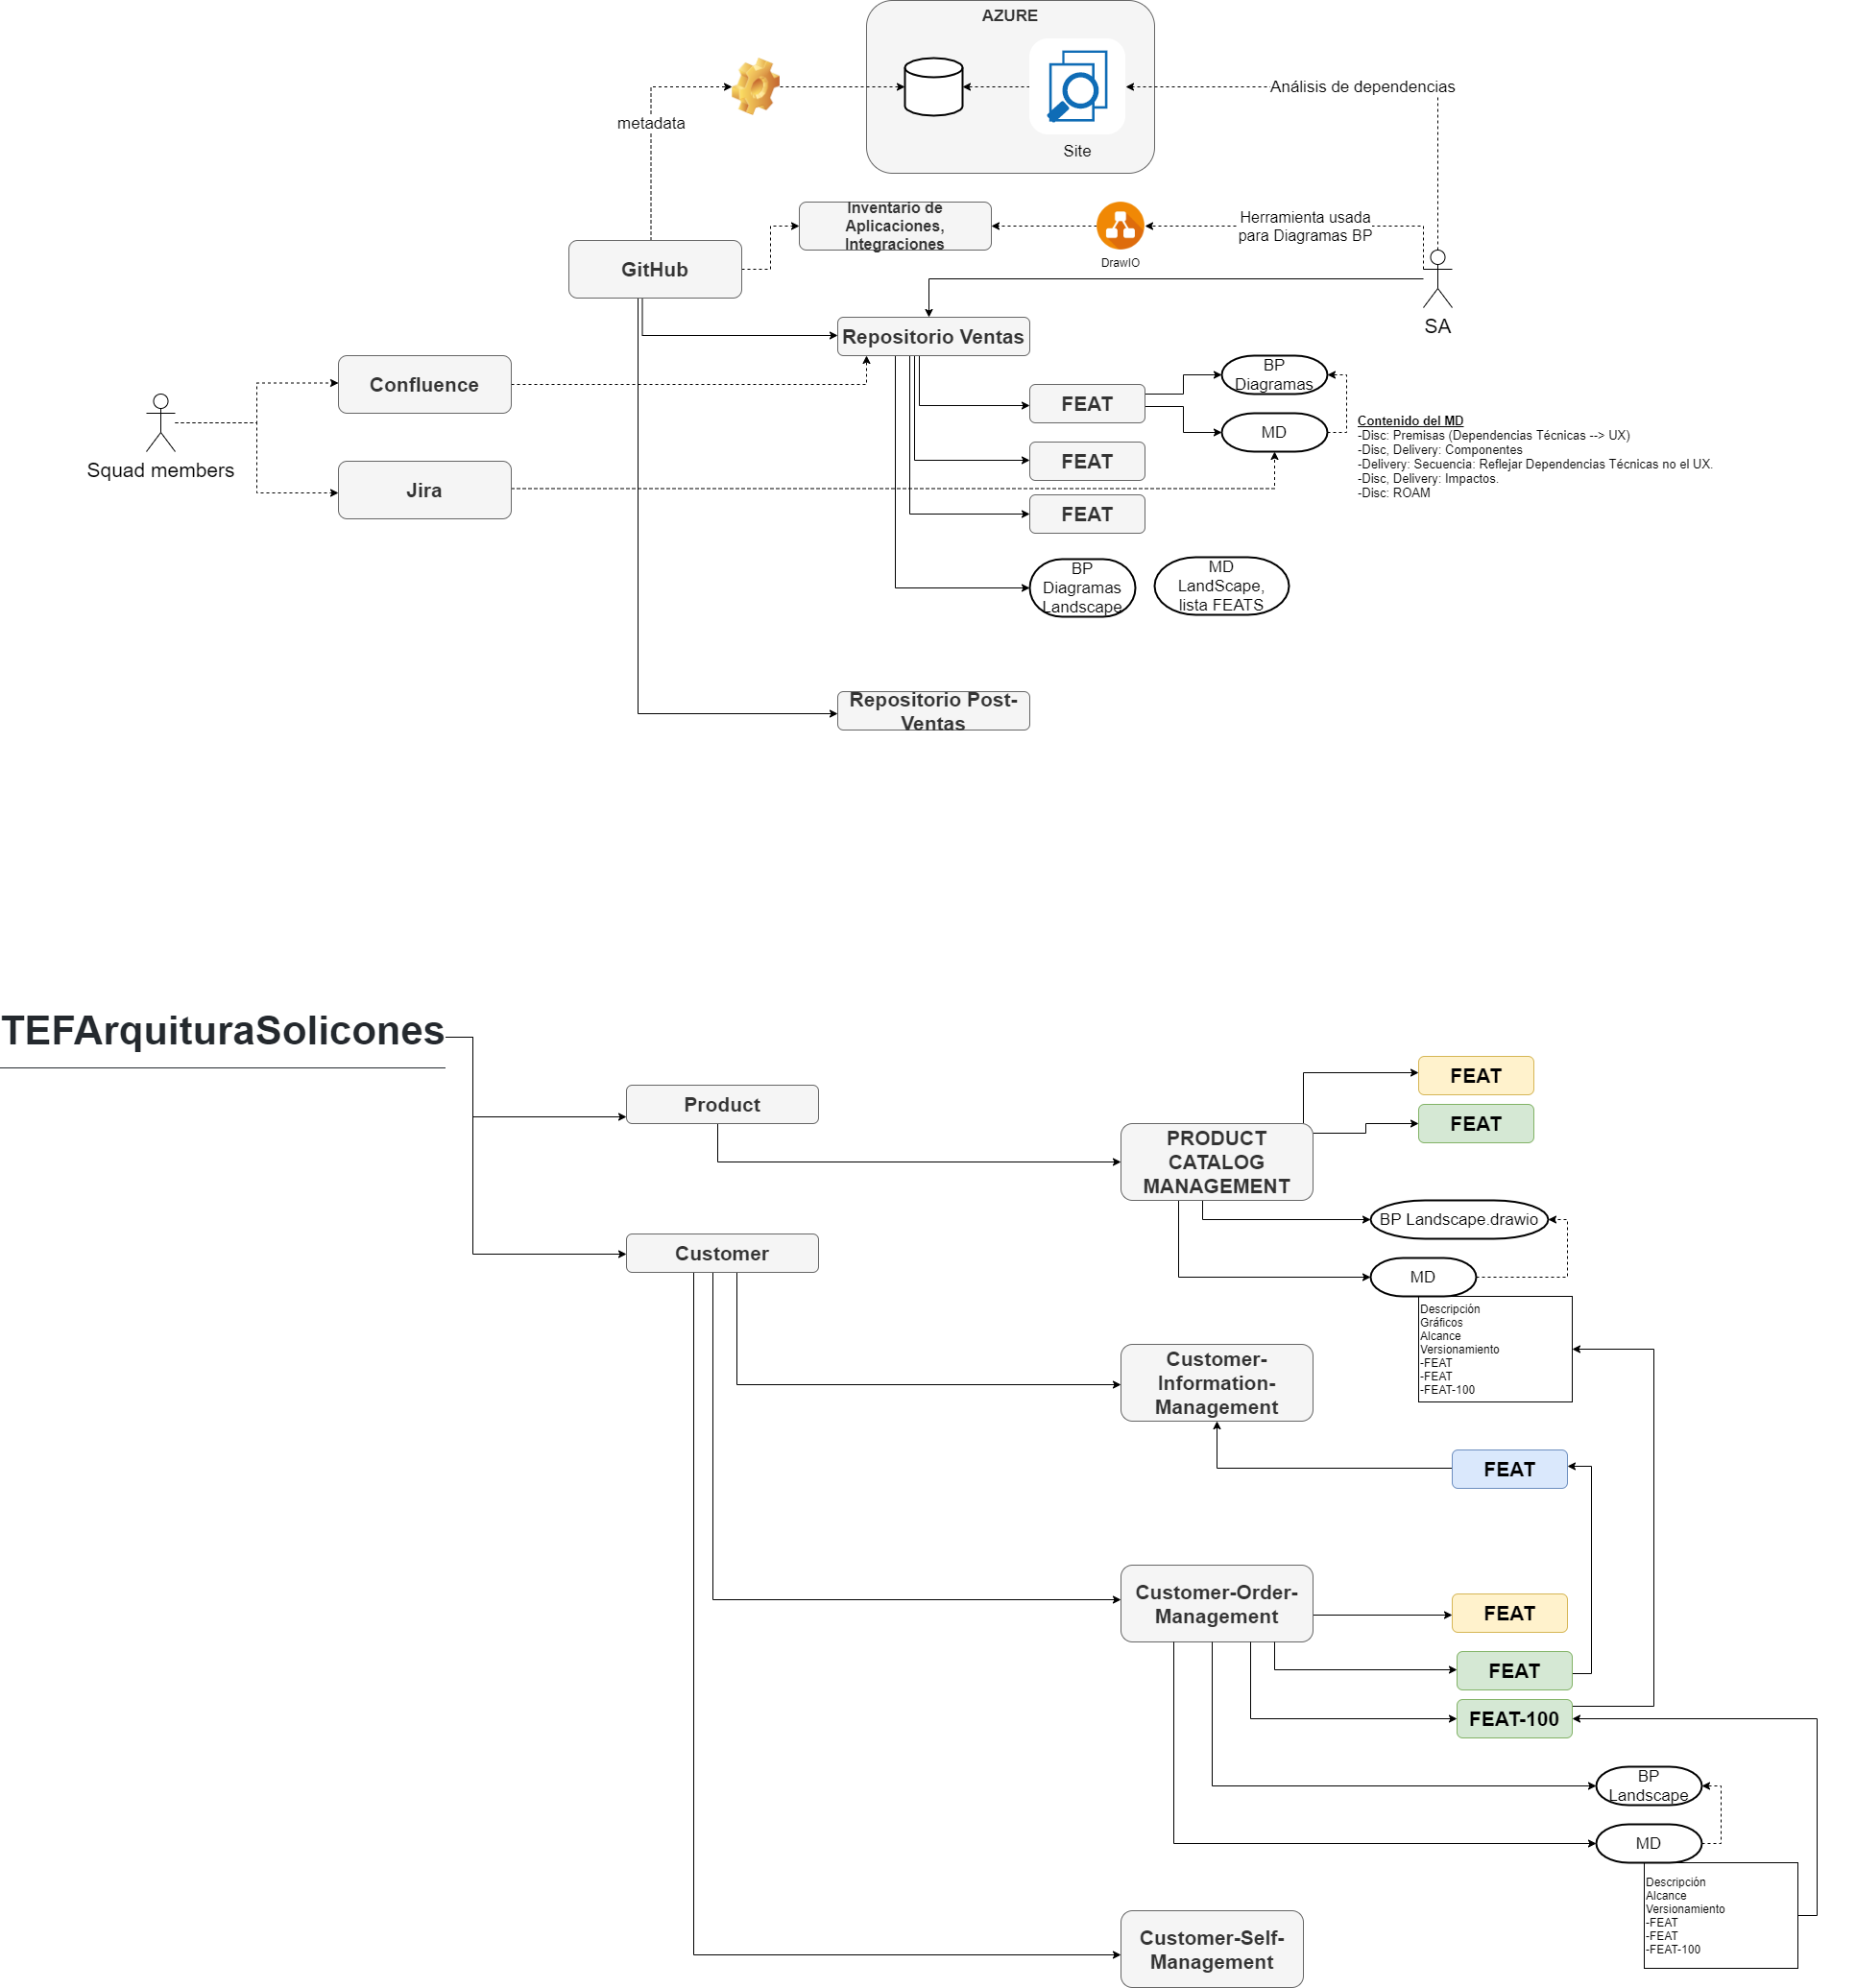 AZURE
Análisis de dependencias
metadata
Site
Inventario de
Aplicaciones,
Integraciones
Herramienta usada
para Diagramas BP
DrawIO
GitHub
SA
Repositorio Ventas
Confluence
BP
Diagramas
FEAT
MD
Contenido del MD
-Disc: Premisas (Dependencias Técnicas --> UX)
-Disc, Delivery: Componentes
-Delivery: Secuencia: Reflejar Dependencias Técnicas no el UX.
-Disc, Delivery: Impactos.
-Disc: ROAM
Squad members
FEAT
Jira
FEAT
BP
Diagramas
Landscape
MD
LandScape,
lista FEATS
Repositorio Post-
Ventas
TEFArquituraSolicones
Product
FEAT
FEAT
PRODUCT
CATALOG
MANAGEMENT
BP Landscape.drawio
Customer
MD
Descripción
Gráficos
Alcance
Versionamiento
-FEAT
-FEAT
-FEAT-100
Customer-
Information-
Management
FEAT
Customer-Order-
Management
FEAT
FEAT
FEAT-100
BP
Landscape
MD
Descripción
Alcance
Versionamiento
-FEAT
-FEAT
-FEAT-100
Customer-Self-
Management